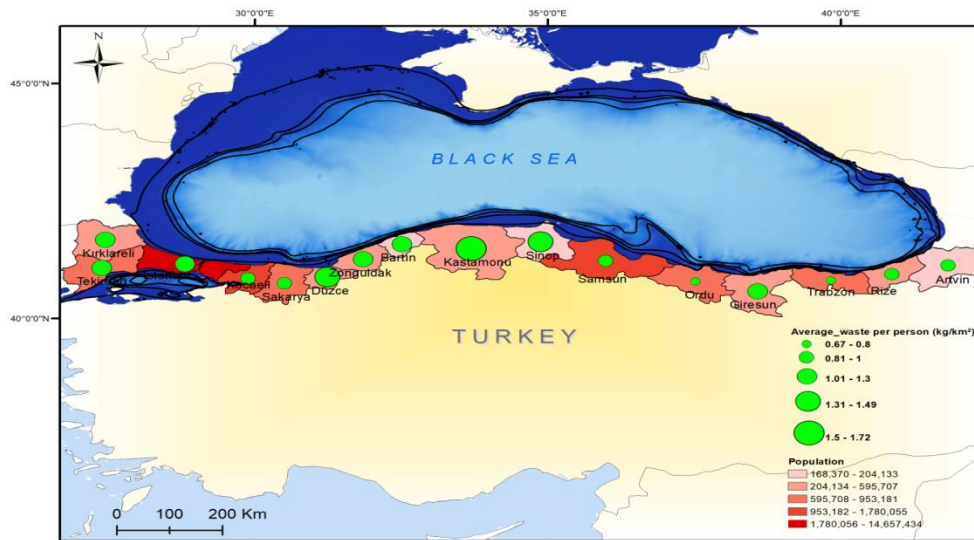 30°0'0"E 35°0'0"E 40°0'0"E
N
45°0'0"N
40°0'0"N
BLACK SEA
Kırklareli
Tekirdağ
Kocaeli
Sakarya
Düzce
Zonguldak
Bartın
Kastamonu
Sinop
Samsun
Ordu
Giresun
Trabzon
Rize
Artvin
TURKEY
Average_waste per person (kg/km²)
0.67 - 0.8
0.81 - 1
1.01 - 1.3
1.31 - 1.49
1.5 - 1.72
Population
168,370 - 204,133
204,134 - 595,707
595,708 - 953,181
953,182 - 1,780,055
1,780,056 - 14,657,434
0 100 200 Km